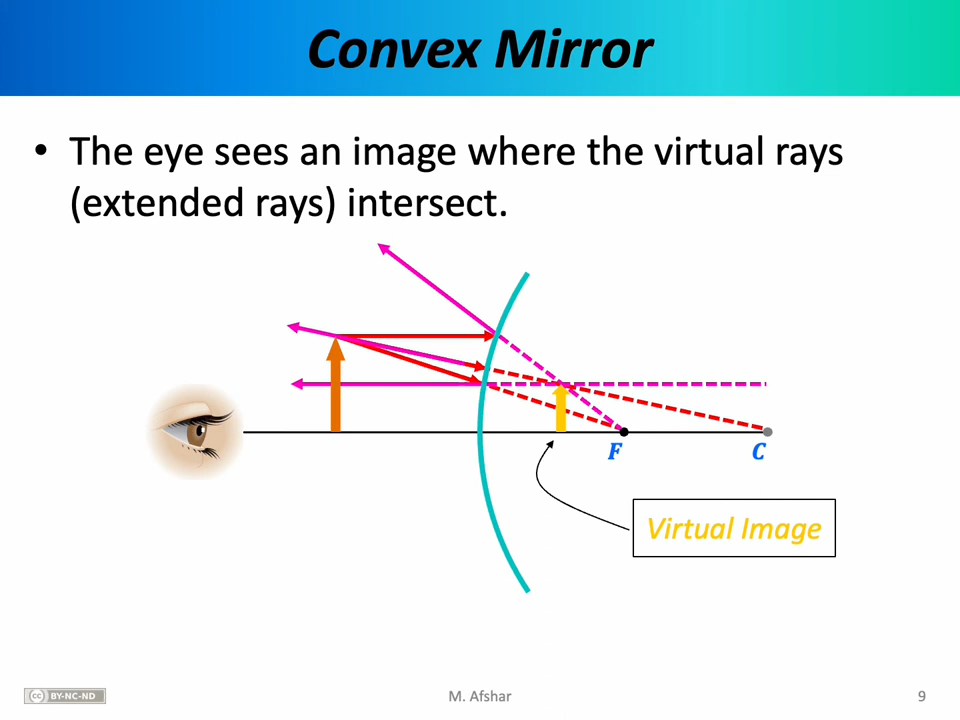 Convex Mirror
• The eye sees an image where the virtual rays
(extended rays) intersect.
F
C
Virtual Image
cc BY-NC-ND
M. Afshar
9